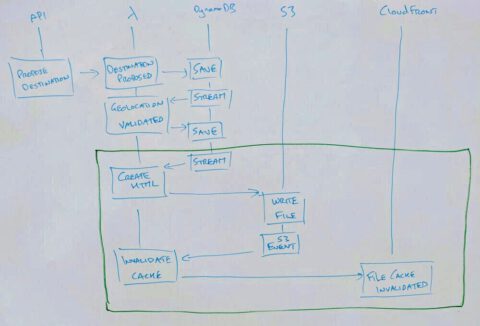 API λ DynamoDB S3 CloudFront
PROPOSE
DESTINATION
DESTINATION
PROPOSED
SAVE
GEOLOCATION
VALIDATED
STREAM
SAVE
STREAM
CREATE
HTML
WRITE
FILE
S3
EVENT
INVALIDATE
CACHE
FILE CACHE
INVALIDATED